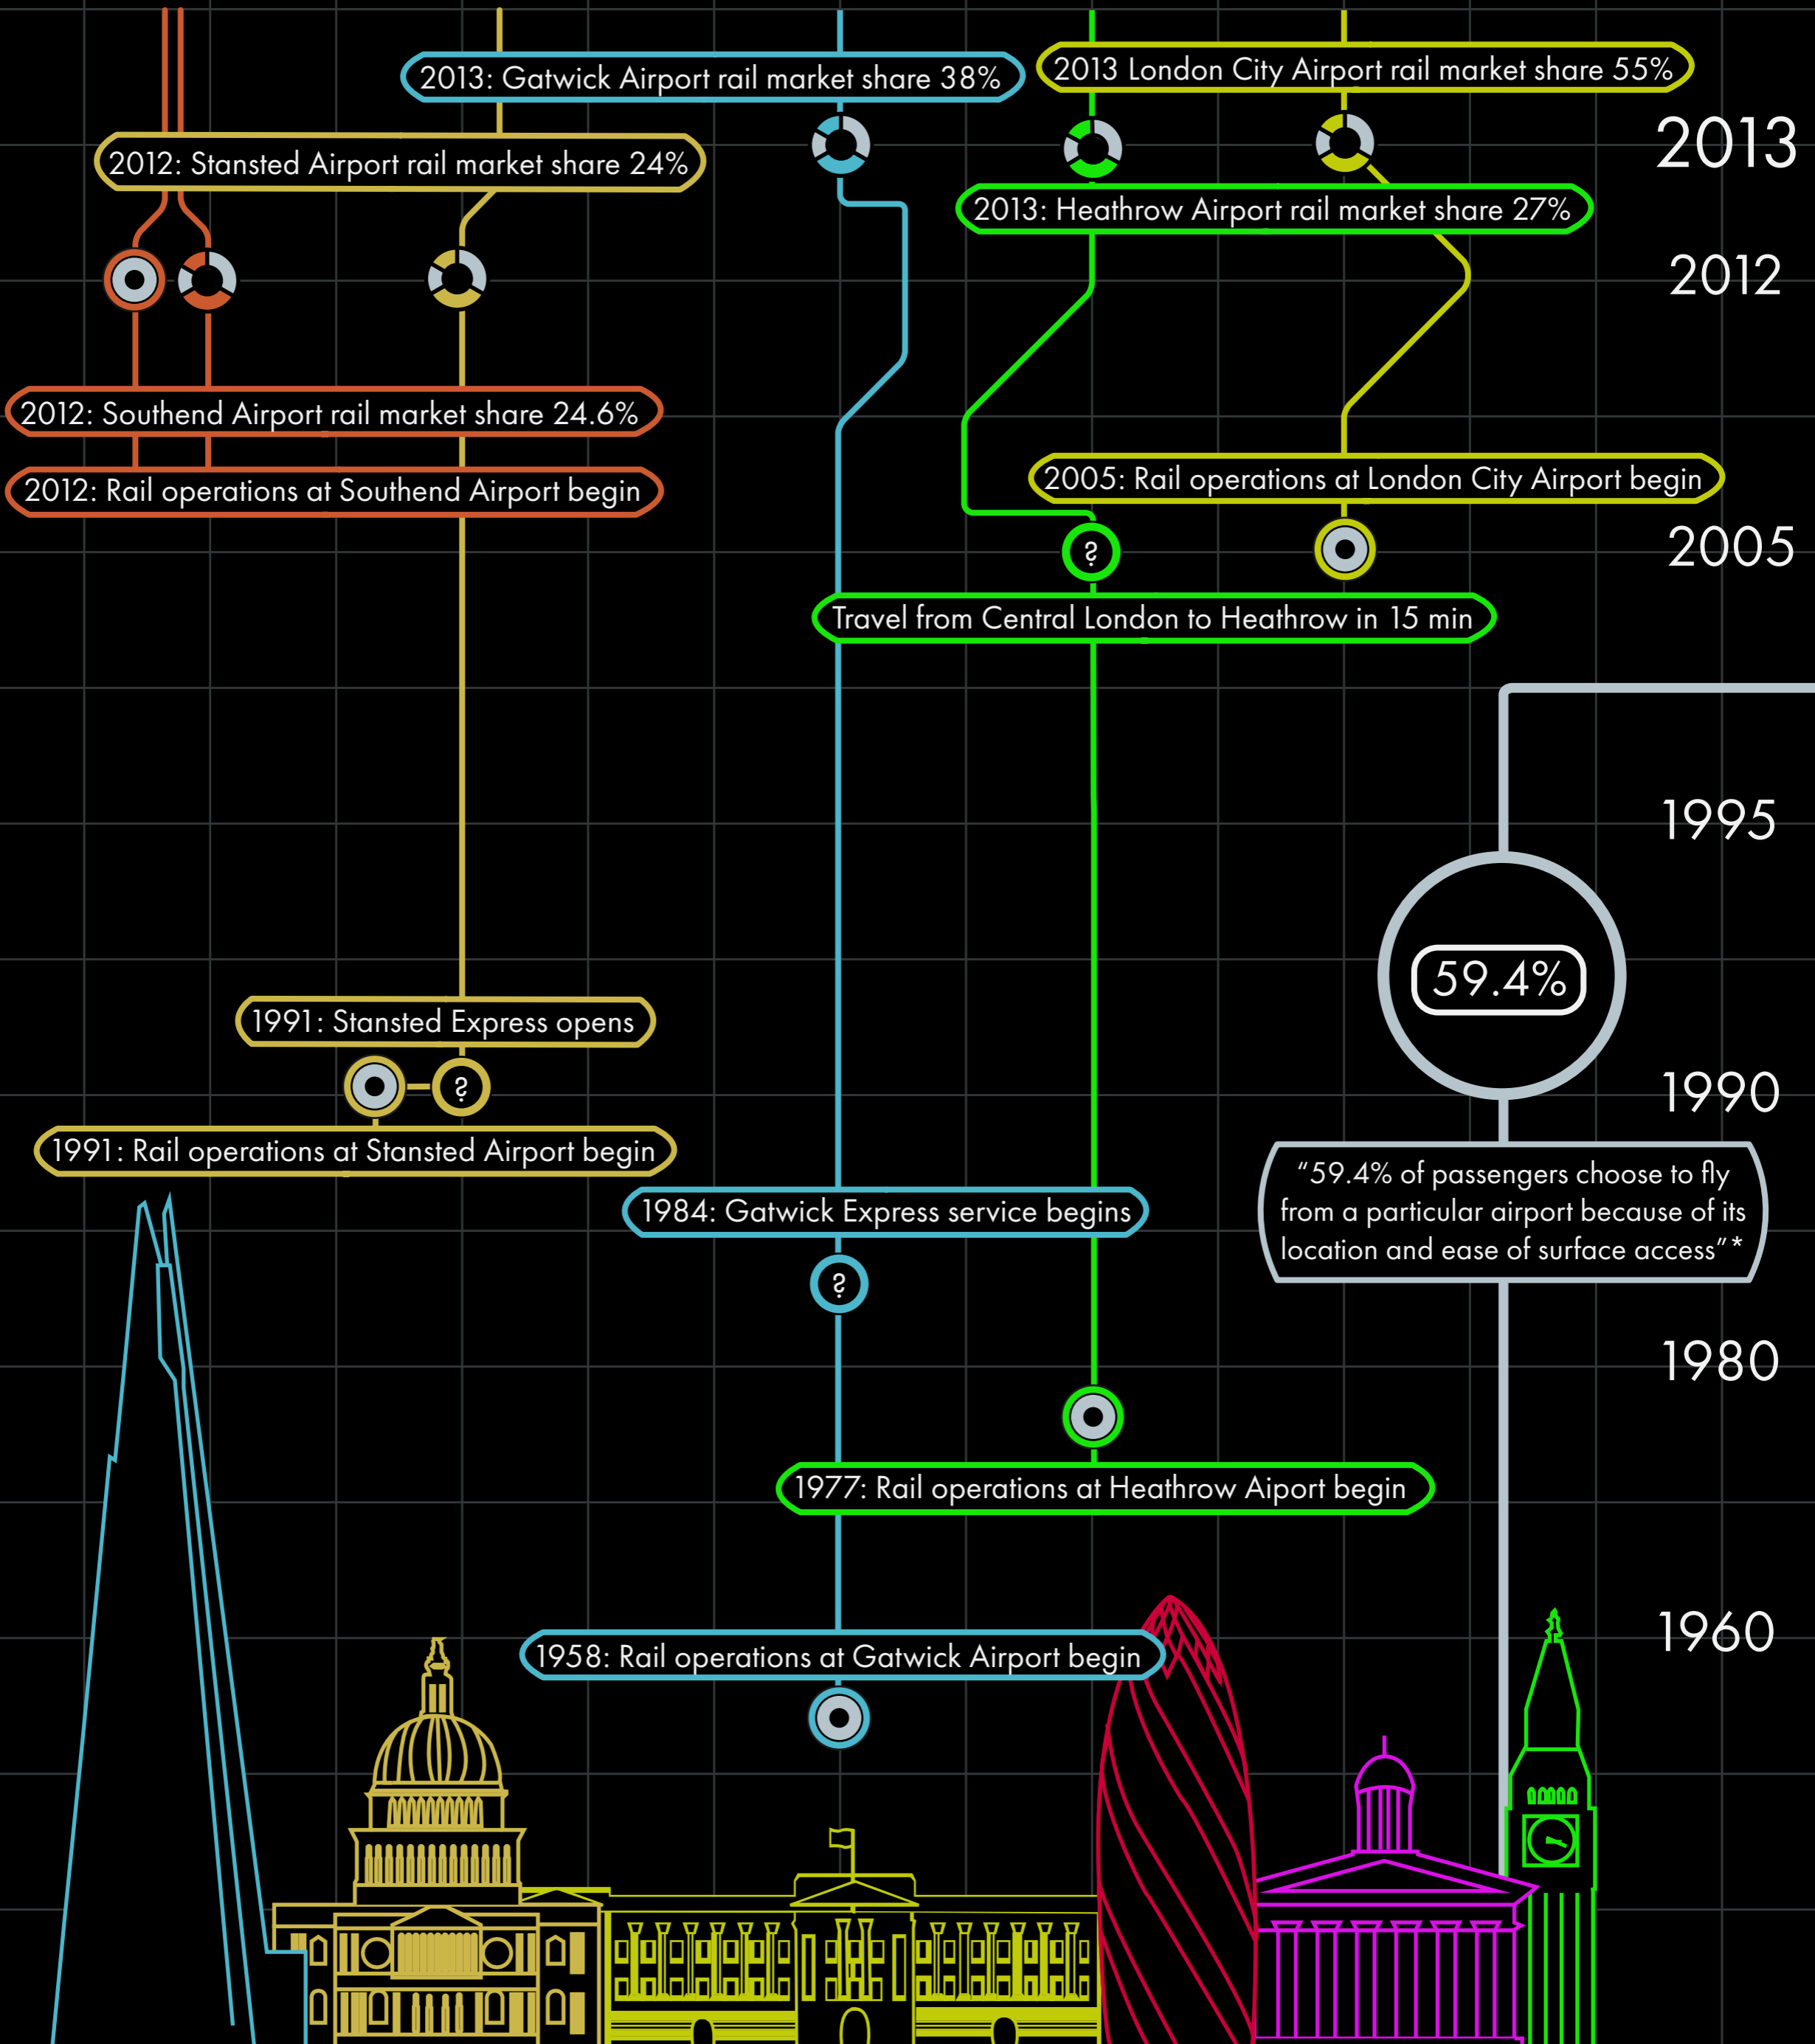 2013: Gatwick Airport rail market share 38%
2013 London City Airport rail market share 55%
2013
2012: Stansted Airport rail market share 24%
2013: Heathrow Airport rail market share 27%
2012
2012: Southend Airport rail market share 24.6%
2012: Rail operations at Southend Airport begin
2005: Rail operations at London City Airport begin
2005
?
Travel from Central London to Heathrow in 15 min
1995
59.4%
1991: Stansted Express opens
?
1990
1991: Rail operations at Stansted Airport begin
“59.4% of passengers choose to fly
from a particular airport because of its
location and ease of surface access”*
1984: Gatwick Express service begins
?
1980
1977: Rail operations at Heathrow Aiport begin
1960
1958: Rail operations at Gatwick Airport begin